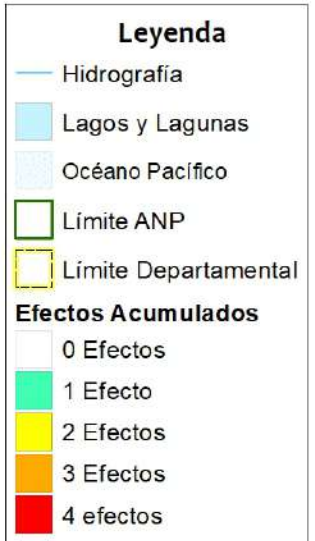 Leyenda
Hidrografía
Lagos y Lagunas
Océano Pacífico
Límite ANP
Límite Departamental
Efectos Acumulados
0 Efectos
1 Efecto
2 Efectos
3 Efectos
4 efectos